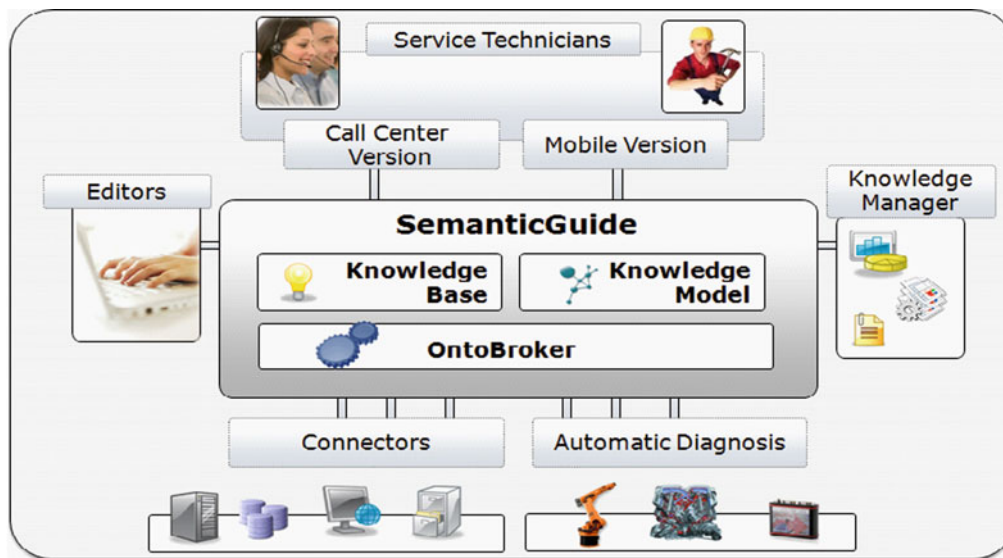 Service Technicians
Call Center
Version
Mobile Version
Editors
Knowledge
Manager
SemanticGuide
Knowledge
Base
Knowledge
Model
OntoBroker
Connectors
Automatic Diagnosis